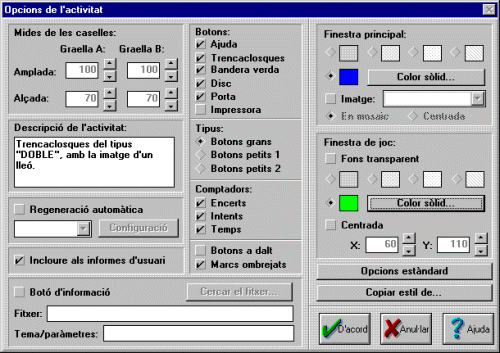 Opcions de l'activitat
Mides de les caselles:
Graella A: Graella B:
Amplada: 100 100
Alçada: 70 70
Descripció de l'activitat:
Trencaclosques del tipus
"DOBLE", amb la imatge d'un
lleó.
Regeneració automàtica
Configuració
Incloure als informes d'usuari
Botons:
Ajuda
Trencaclosques
Bandera verda
Disc
Porta
Impressora
Tipus:
Botons grans
Botons petits 1
Botons petits 2
Comptadors:
Encerts
Intents
Temps
Botons a dalt
Marcs ombrejats
Botó d'informació
Cercar el fitxer...
Fitxer:
Tema/paràmetres:
Finestra principal:
Color sòlid...
Imatge:
En mosaic Centrada
Finestra de joc:
Fons transparent
Color sòlid...
Centrada
X: 60 Y: 110
Opcions estàndard
Copiar estil de...
D'acord Anul·lar Ajuda